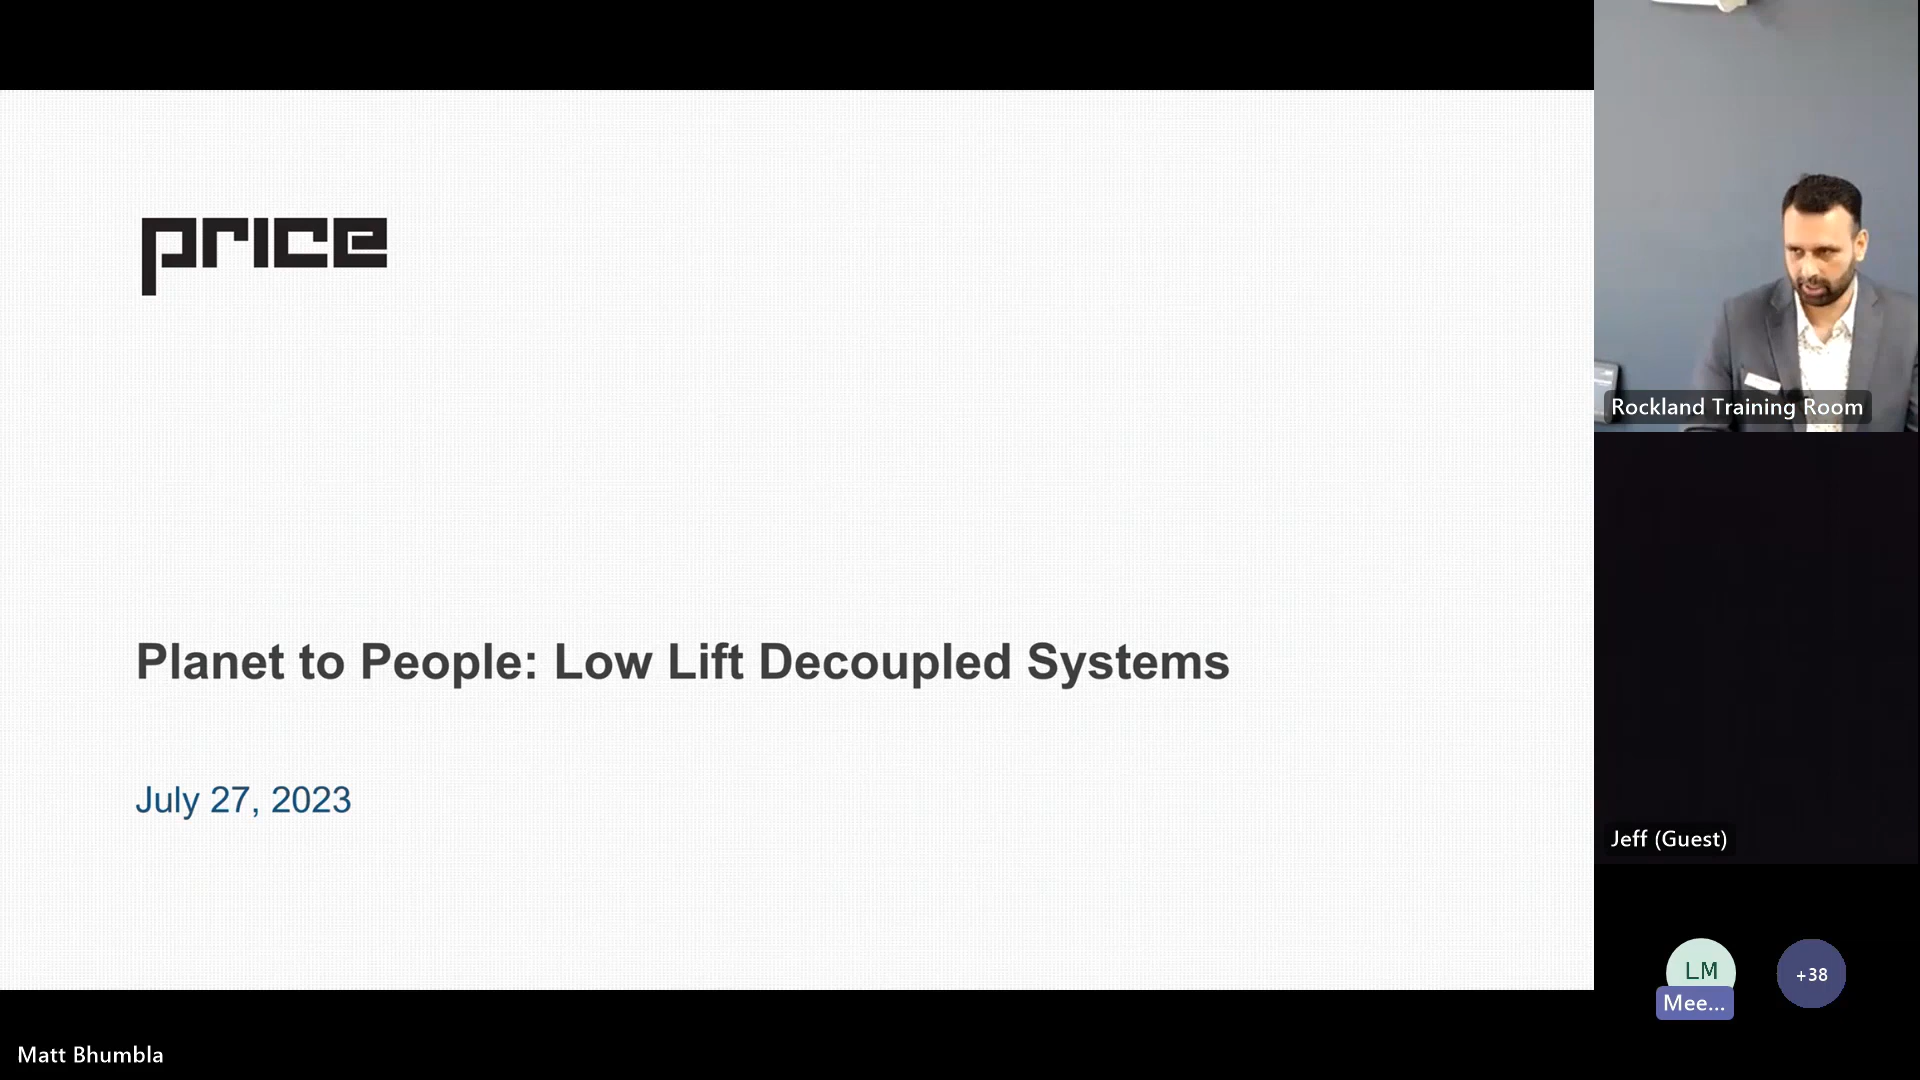 price
Planet to People: Low Lift Decoupled Systems
July 27, 2023
Rockland Training Room
Jeff (Guest)
LM
Mee...
+38
Matt Bhumbla